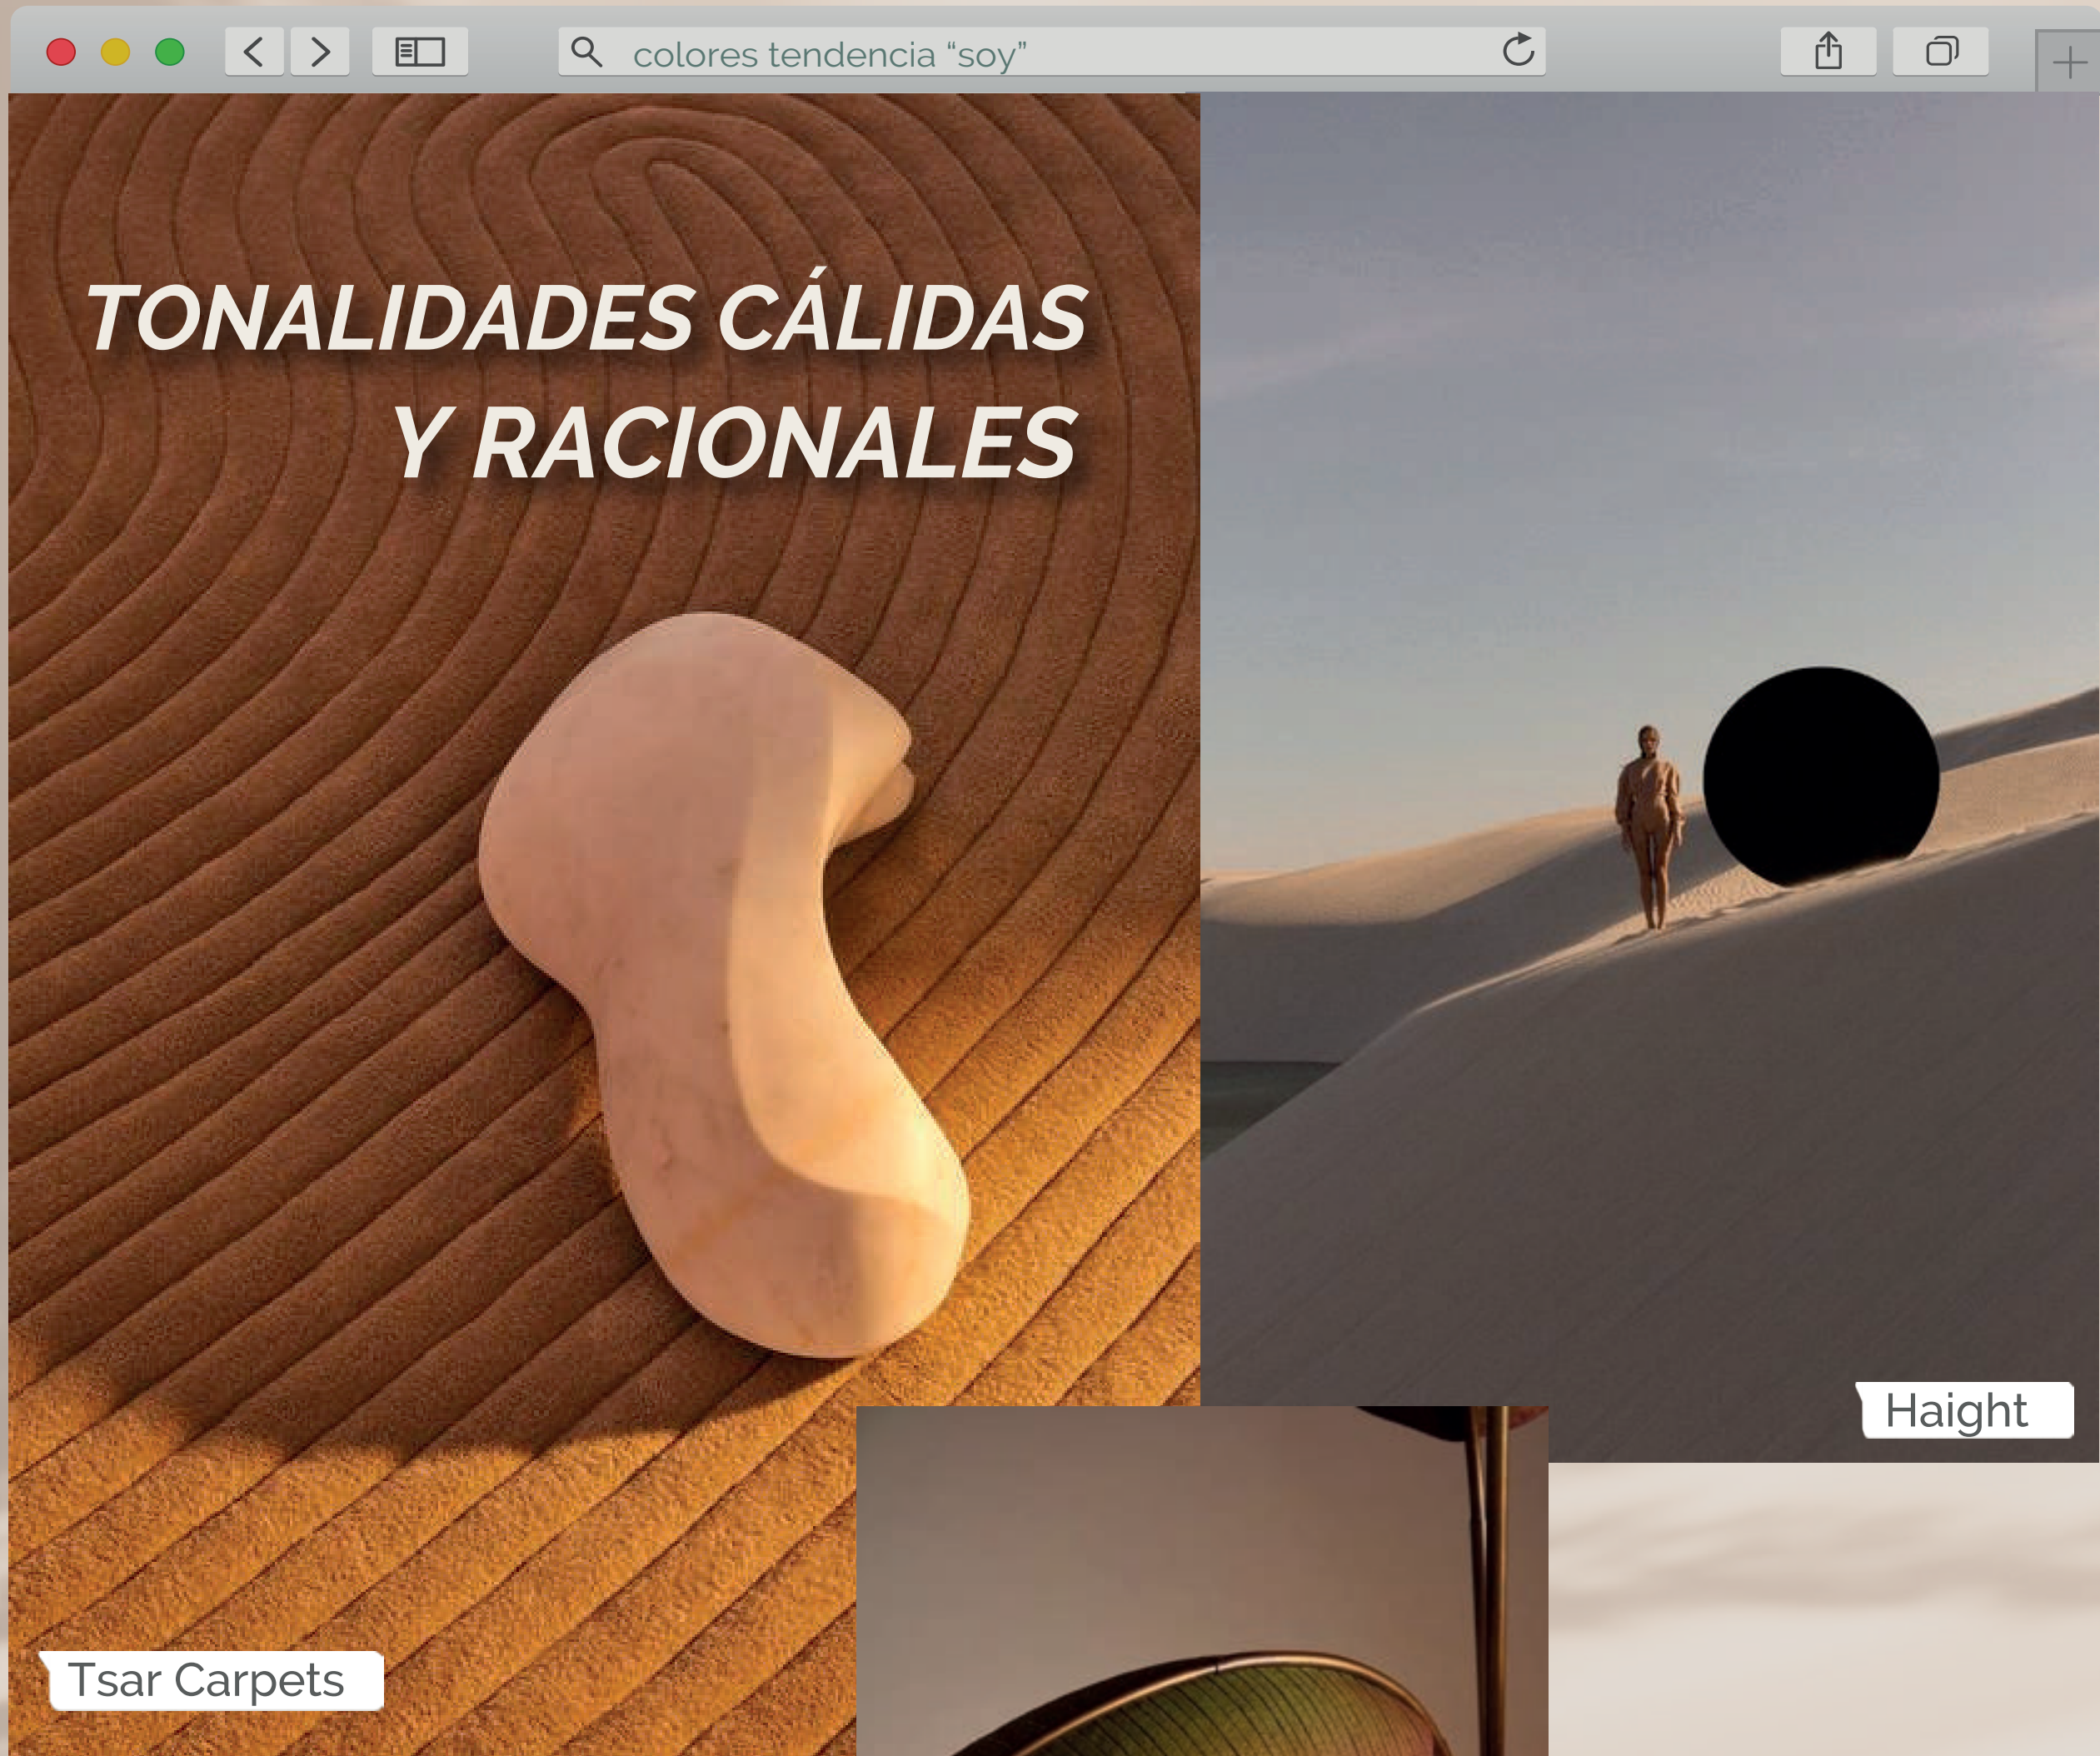 colores tendencia “soy”
TONALIDADES CÁLIDAS
Y RACIONALES
Haight
Tsar Carpets